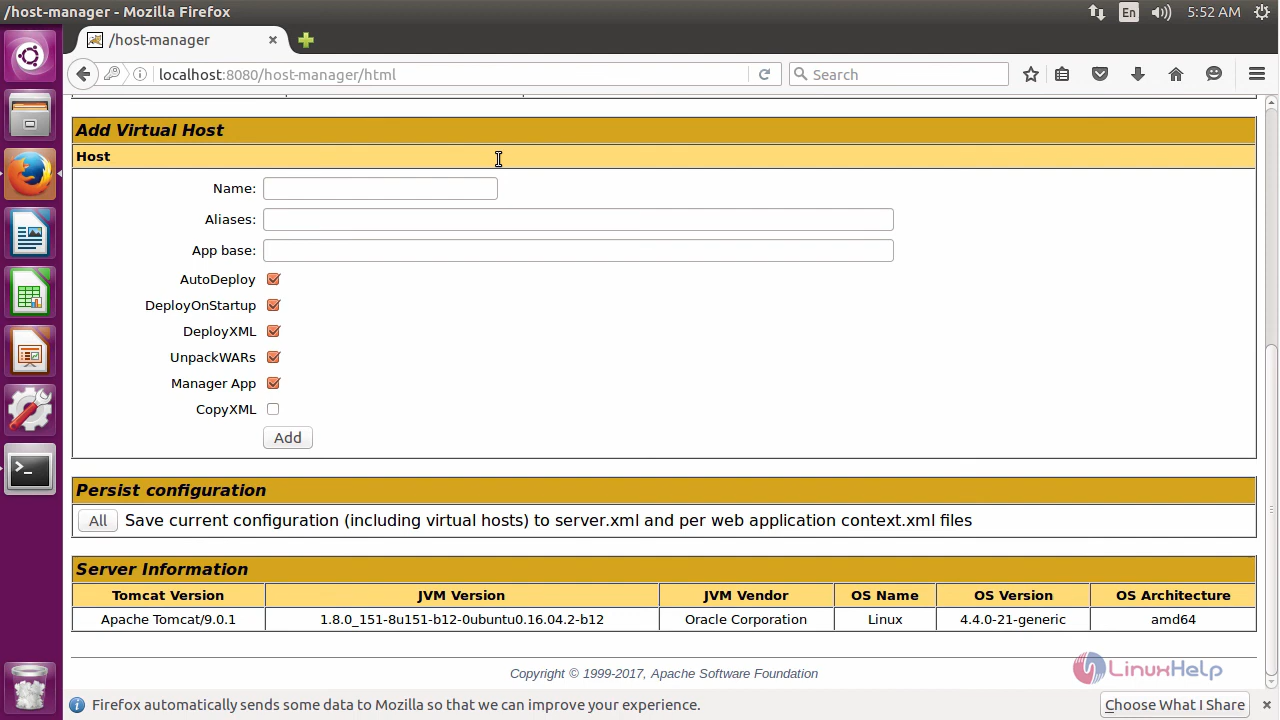 /host-manager - Mozilla Firefox
En
5:52 AM
/host-manager
localhost:8080/host-manager/html
Search
Add Virtual Host
Host
Name:
Aliases:
App base:
AutoDeploy
DeployOnStartup
DeployXML
UnpackWARs
Manager App
CopyXML
Add
Persist configuration
All Save current configuration (including virtual hosts) to server.xml and per web application context.xml files
Server Information
Tomcat Version JVM Version JVM Vendor OS Name OS Version OS Architecture
Apache Tomcat/9.0.1 1.8.0_151-8u151-b12-0ubuntu0.16.04.2-b12 Oracle Corporation Linux 4.4.0-21-generic amd64
Copyright © 1999-2017, Apache Software Foundation
LinuxHelp
Firefox automatically sends some data to Mozilla so that we can improve your experience. Choose What I Share